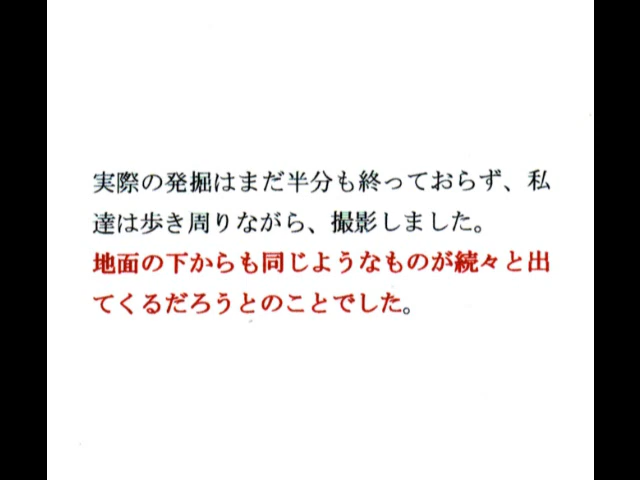 実際の発掘はまだ半分も終っておらず、私
達は歩き周りながら、撮影しました。
地面の下からも同じようなものが続々と出
てくるだろうとのことでした。